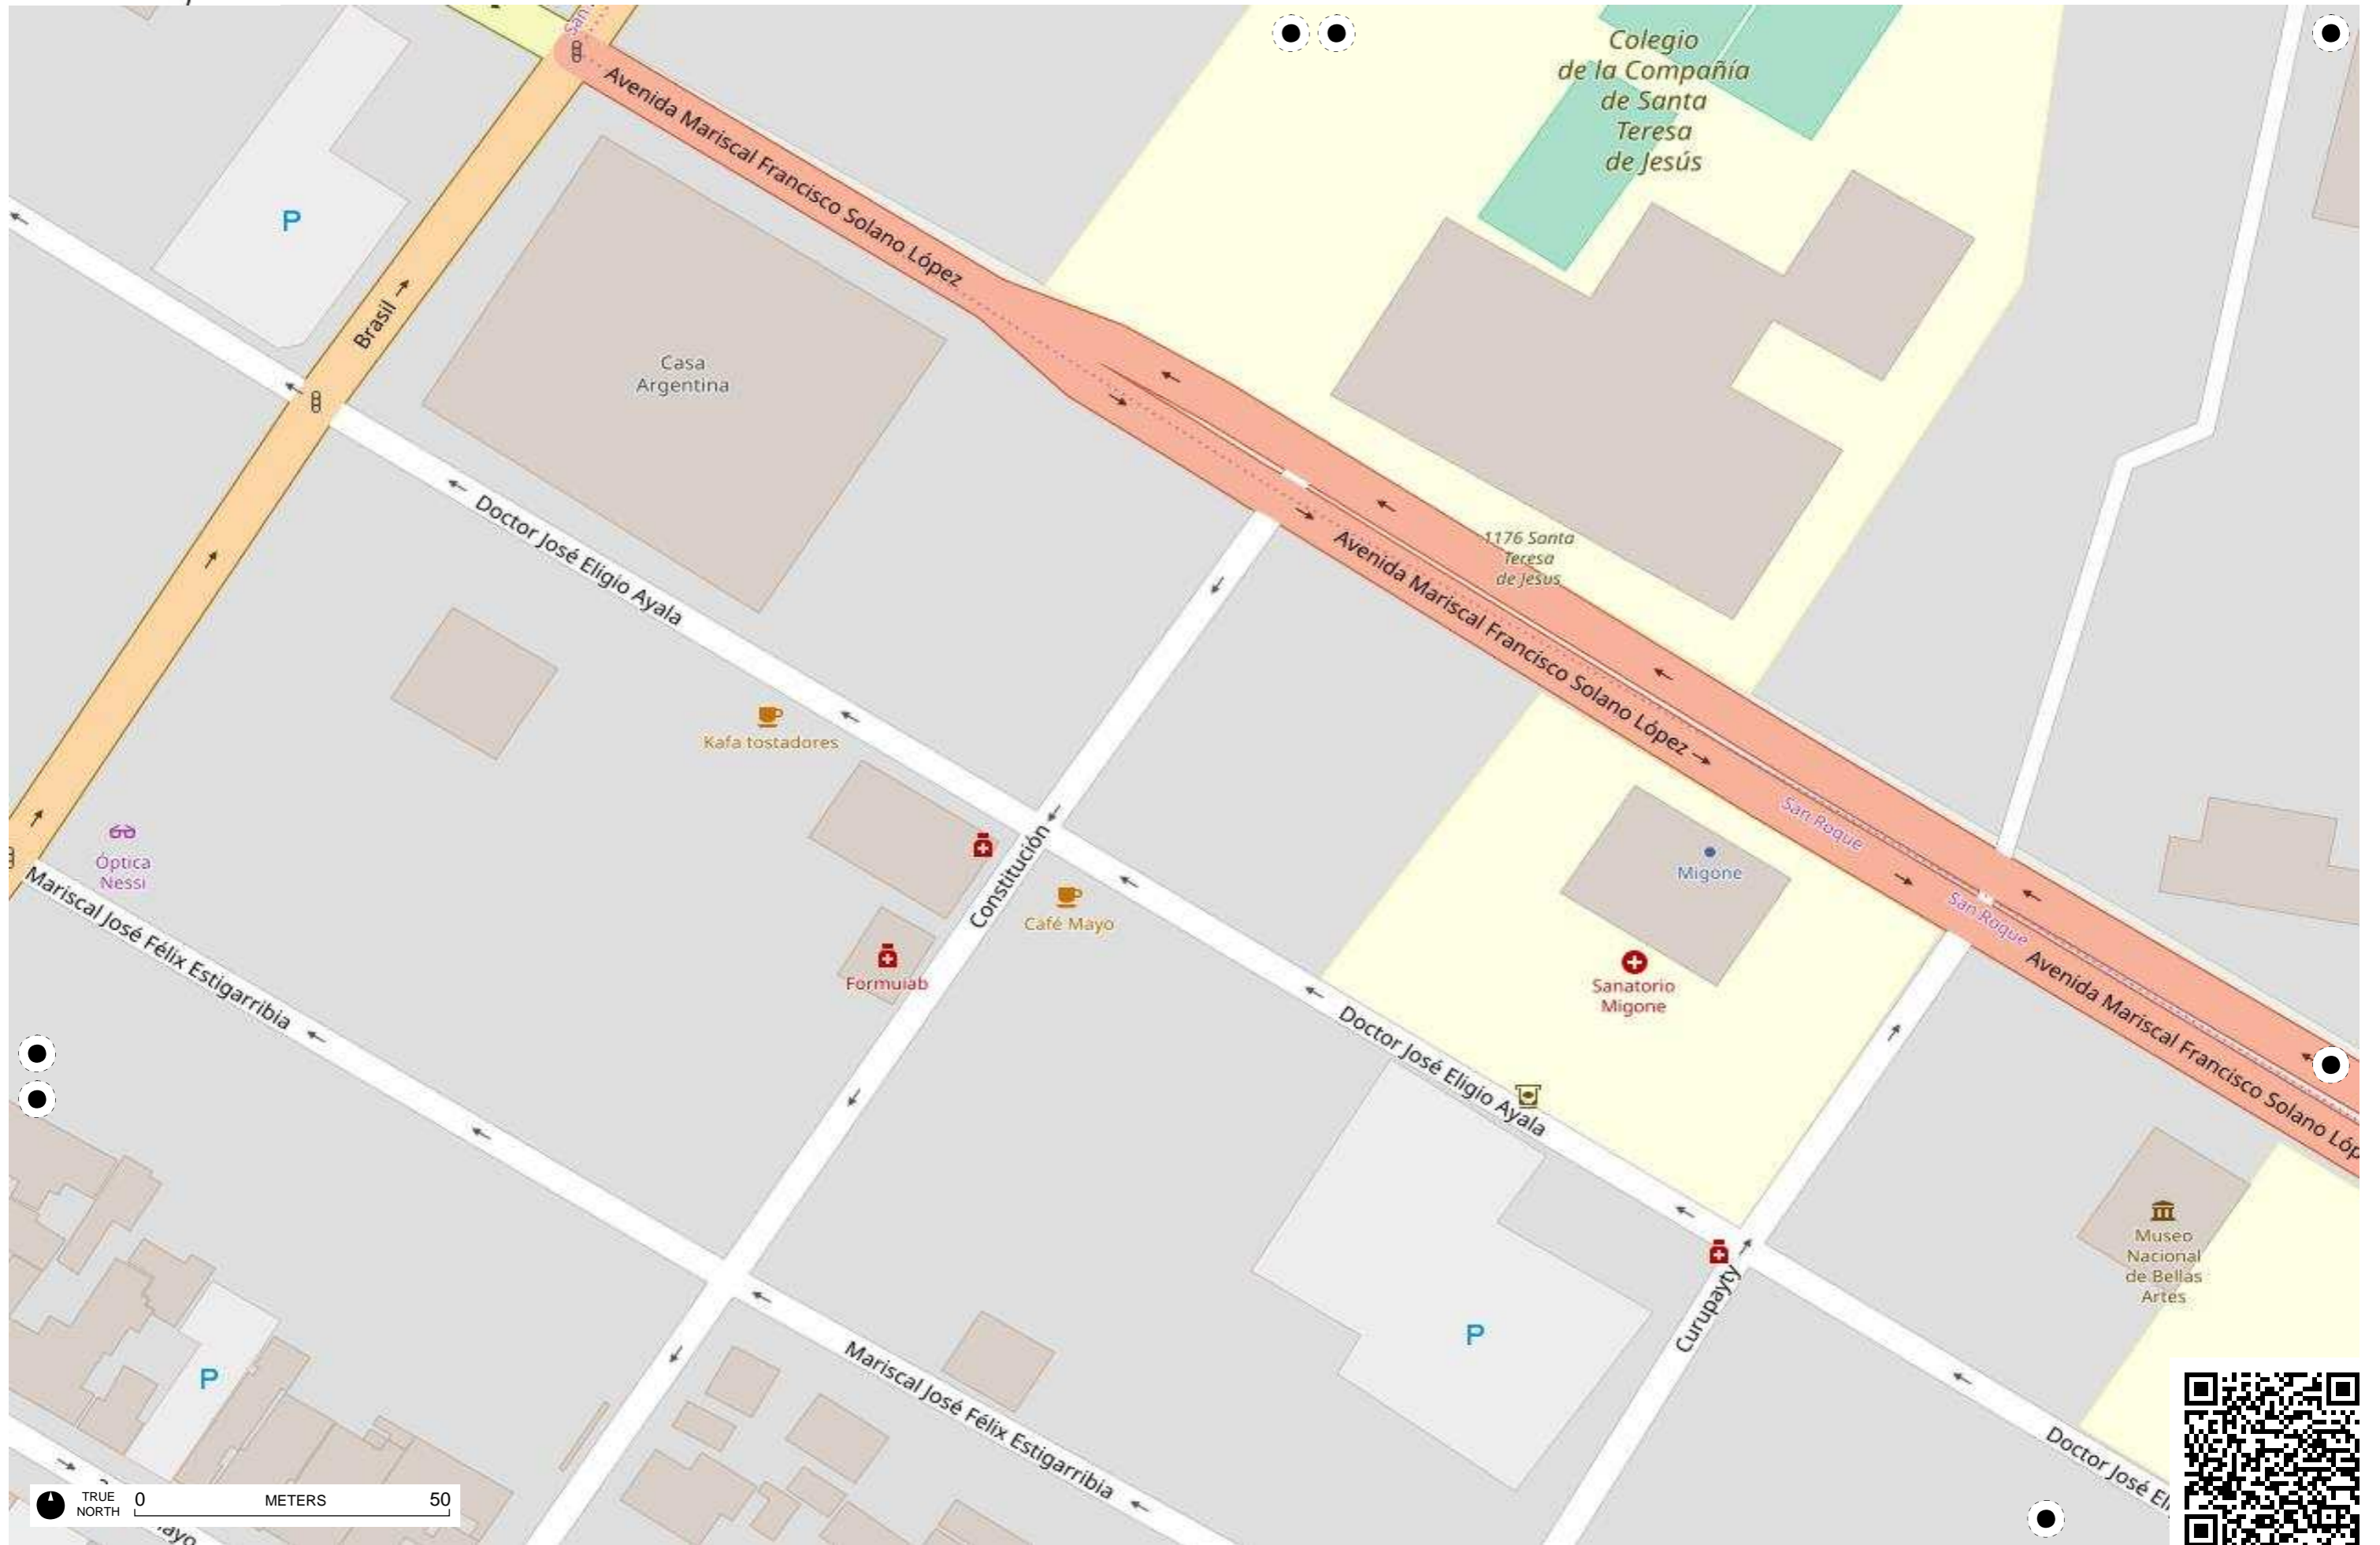 Avenida Mariscal Francisco Solano López
Colegio
de la Compañía
de Santa
Teresa
de Jesús
P
Brasil
Casa
Argentina
Doctor José Eligio Ayala
1176 Santa
Teresa
de Jesus
Avenida Mariscal Francisco Solano López
Kafa tostadores
San Roque
Óptica
Nessi
Migone
Constitución
Café Mayo
San Roque
Mariscal José Félix Estigarribia
Formulab
Sanatorio
Migone
Avenida Mariscal Francisco Solano Lóp
Doctor José Eligio Ayala
Museo
Nacional
de Bellas
Artes
Curupayty
P
P
Mariscal José Félix Estigarribia
Doctor José El
TRUE
NORTH
0 METERS 50
ayo